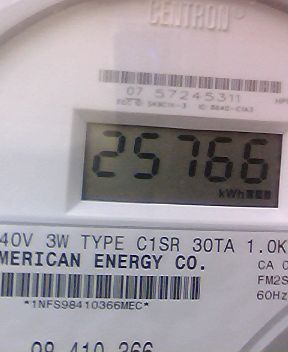 CENTRON®
07 57245311
25766
kWh
40V 3W TYPE C1SR 30TA 1.0K
MERICAN ENERGY CO.
CA 0
FM2S
60Hz
*1NFS98410366MEC*
98 410 366